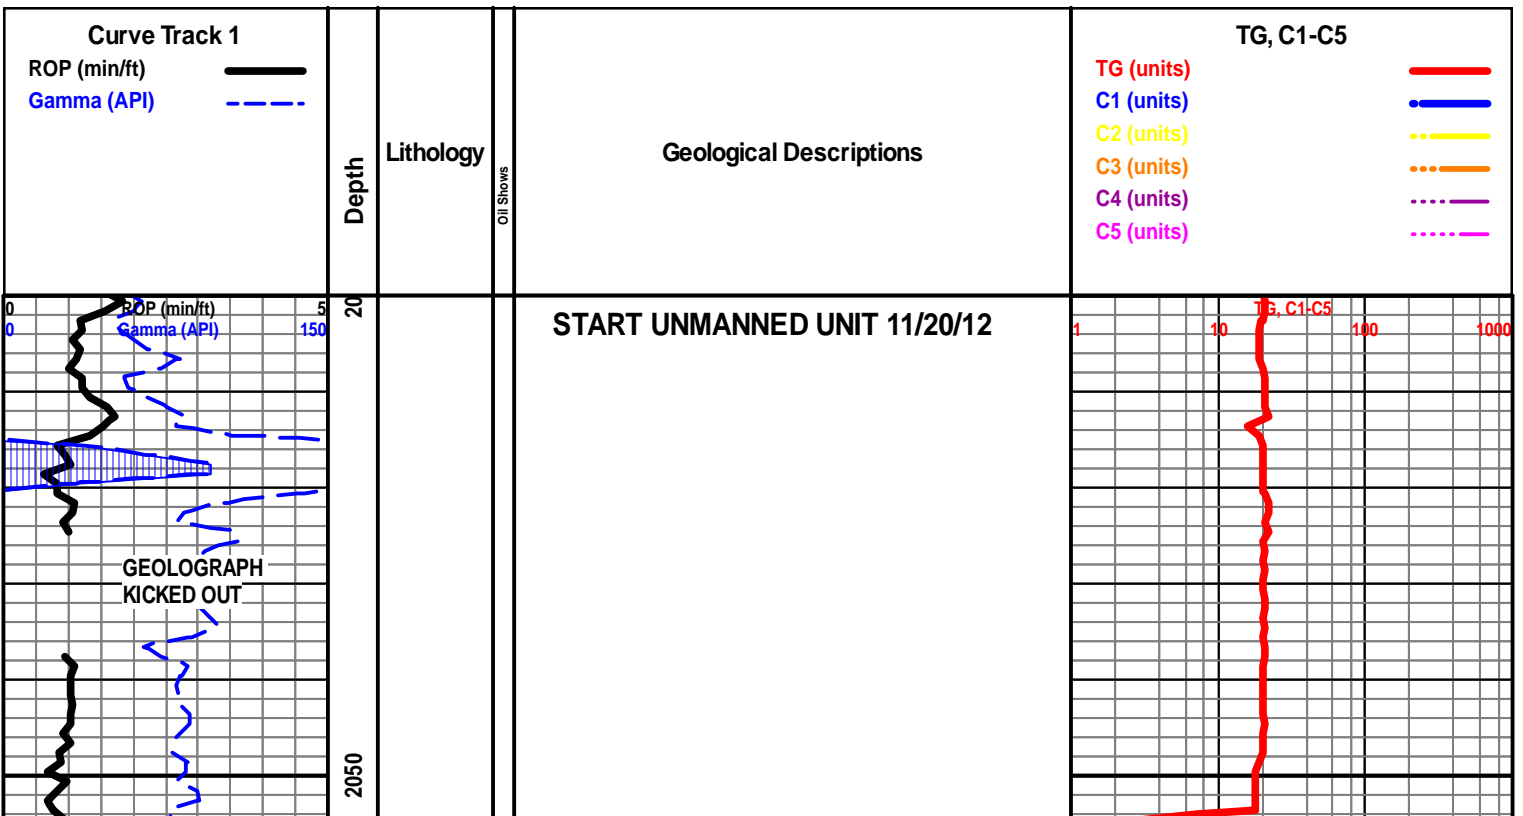 Curve Track 1
ROP (min/ft)
Gamma (API)
Depth
Lithology
Oil Shows
Geological Descriptions
TG, C1-C5
TG (units)
C1 (units)
C2 (units)
C3 (units)
C4 (units)
C5 (units)
0 ROP (min/ft) 5
0 Gamma (API) 150
20
START UNMANNED UNIT 11/20/12
TG, C1-C5
1 10 100 1000
GEOLOGRAPH
KICKED OUT
2050